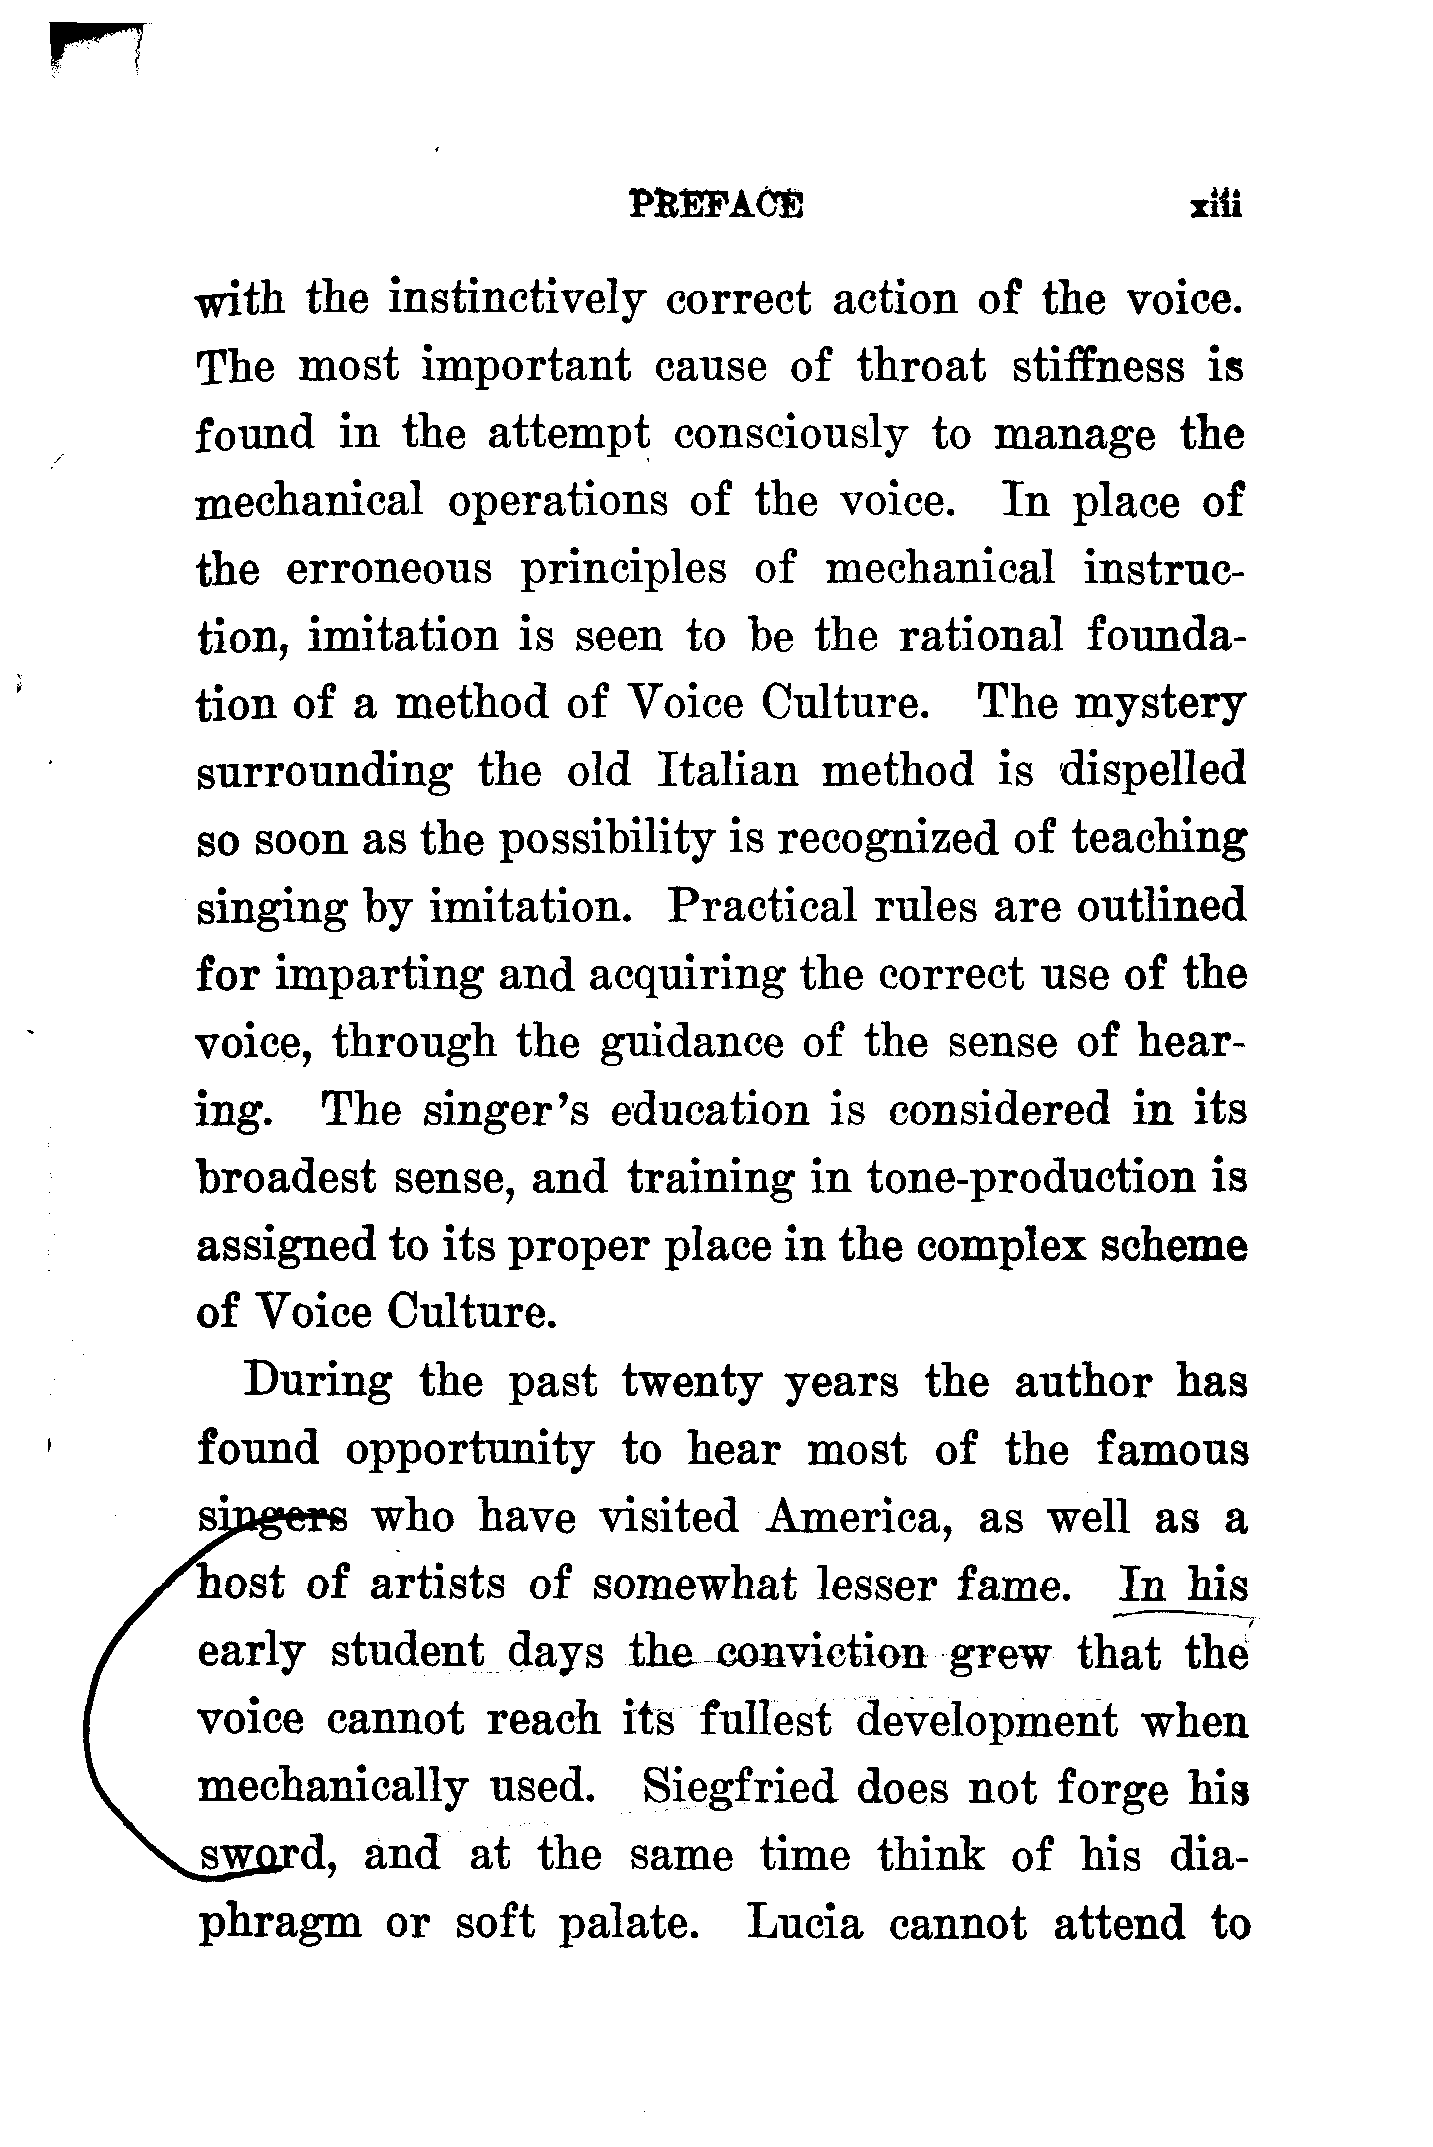 PREFACE xiii
with the instinctively correct action of the voice.
The most important cause of throat stiffness is
found in the attempt consciously to manage the
mechanical operations of the voice. In place of
the erroneous principles of mechanical instruc-
tion, imitation is seen to be the rational founda-
tion of a method of Voice Culture. The mystery
surrounding the old Italian method is dispelled
so soon as the possibility is recognized of teaching
singing by imitation. Practical rules are outlined
for imparting and acquiring the correct use of the
voice, through the guidance of the sense of hear-
ing. The singer's education is considered in its
broadest sense, and training in tone-production is
assigned to its proper place in the complex scheme
of Voice Culture.
During the past twenty years the author has
found opportunity to hear most of the famous
singers who have visited America, as well as a
host of artists of somewhat lesser fame. In his
early student days the conviction grew that the
voice cannot reach its fullest development when
mechanically used. Siegfried does not forge his
sword, and at the same time think of his dia-
phragm or soft palate. Lucia cannot attend to